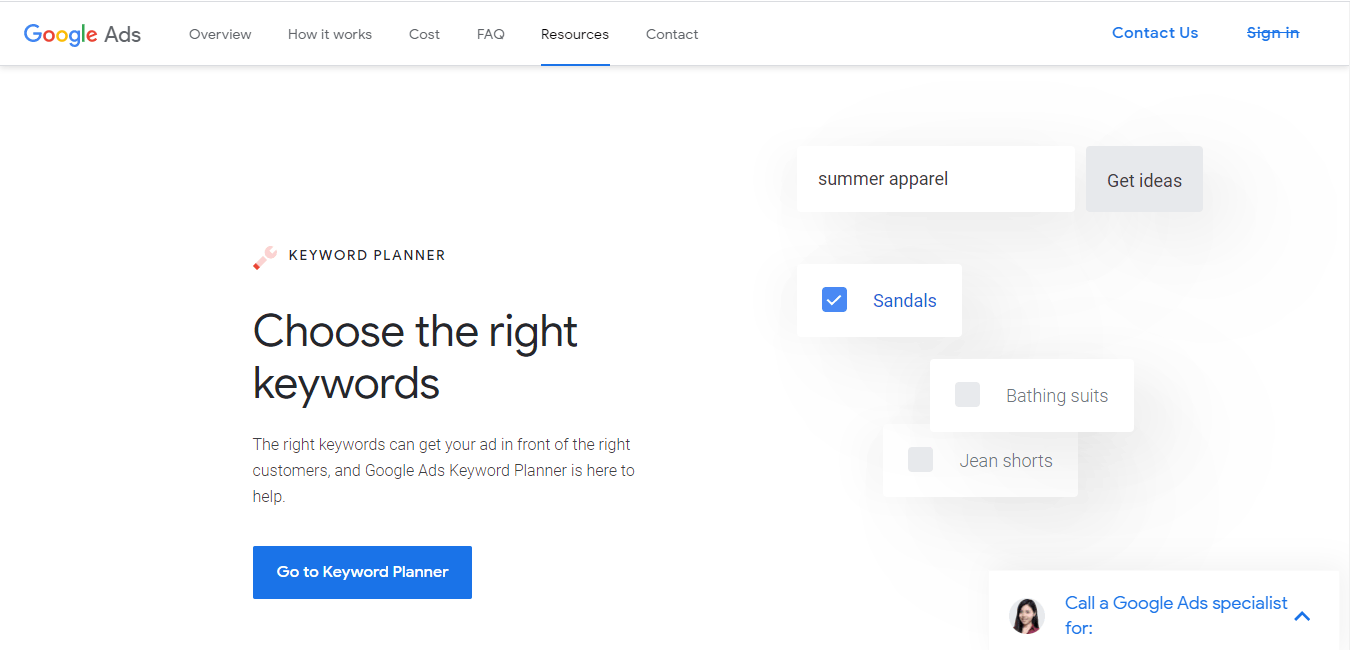 Google Ads Overview How it works Cost FAQ Resources Contact Contact Us Sign in
summer apparel Get ideas
KEYWORD PLANNER
Sandals
Choose the right
keywords
Bathing suits
Jean shorts
The right keywords can get your ad in front of the right
customers, and Google Ads Keyword Planner is here to
help.
Go to Keyword Planner
Call a Google Ads specialist
for: